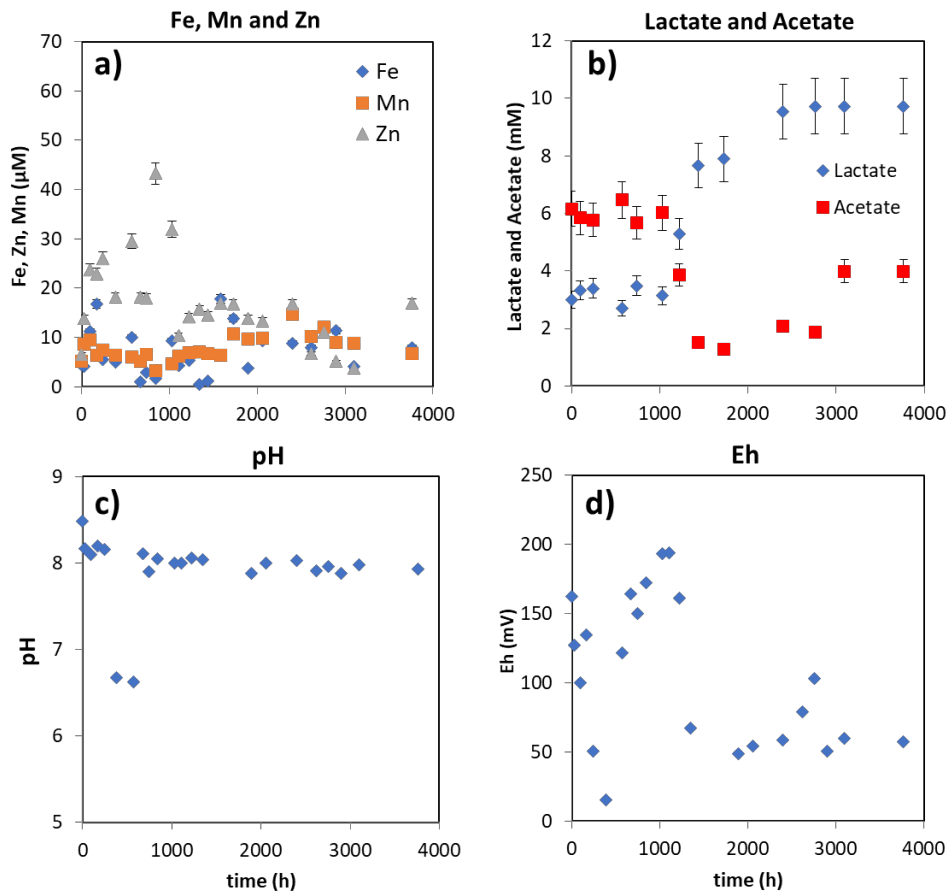 Fe, Mn and Zn
a)
Fe
Mn
Zn
Fe, Zn, Mn (µM)
70
60
50
40
30
20
10
0
0 1000 2000 3000 4000
Lactate and Acetate
b)
Lactate
Acetate
Lactate and Acetate (mM)
12
10
8
6
4
2
0
0 1000 2000 3000 4000
pH
c)
pH
9
8
7
6
5
0 1000 2000 3000 4000
time (h)
Eh
d)
Eh (mV)
250
200
150
100
50
0
0 1000 2000 3000 4000
time (h)